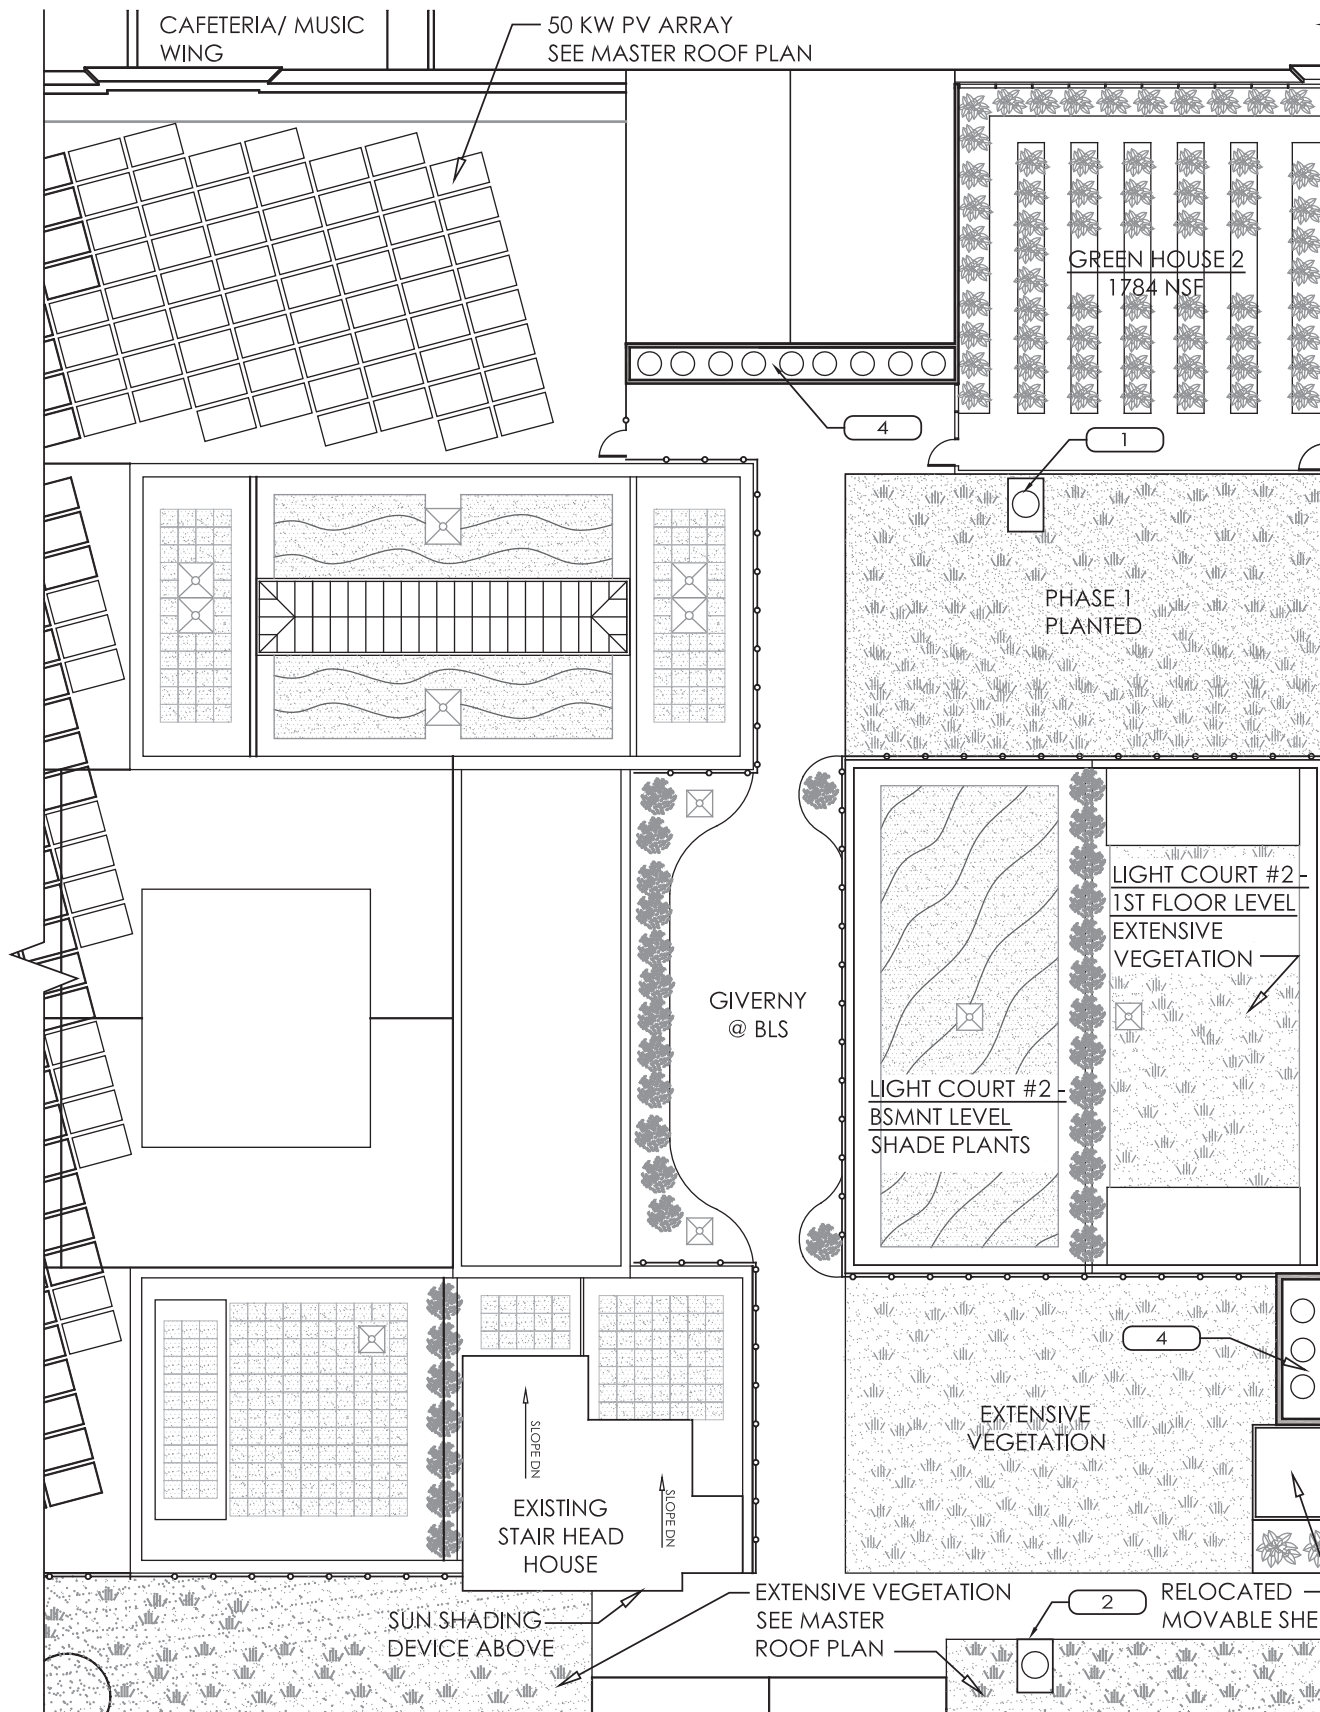 CAFETERIA/ MUSIC
WING
50 KW PV ARRAY
SEE MASTER ROOF PLAN
GREEN HOUSE 2
1784 NSF
4
1
PHASE 1
PLANTED
LIGHT COURT #2 -
1ST FLOOR LEVEL
EXTENSIVE
VEGETATION
GIVERNY
@ BLS
LIGHT COURT #2 -
BSMNT LEVEL
SHADE PLANTS
4
EXTENSIVE
VEGETATION
SLOPE DN
SLOPE DN
EXISTING
STAIR HEAD
HOUSE
SUN SHADING
DEVICE ABOVE
EXTENSIVE VEGETATION
SEE MASTER
ROOF PLAN
2
RELOCATED
MOVABLE SHE